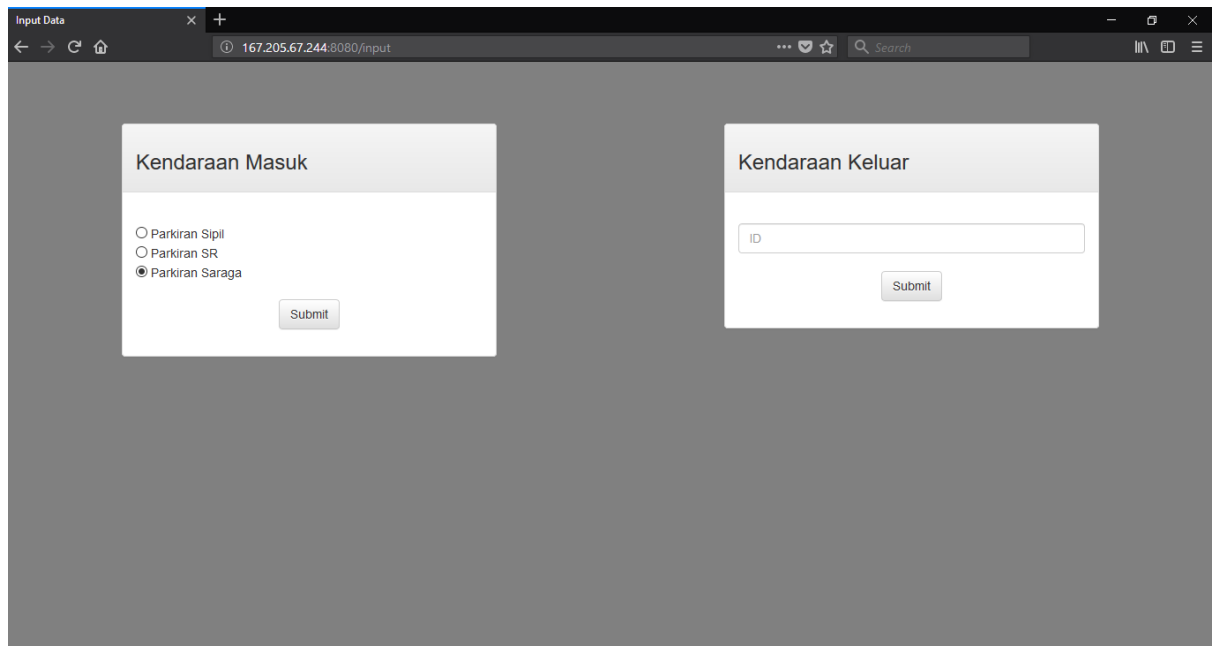 Input Data
167.205.67.244:8080/input
Search
Kendaraan Masuk
Parkiran Sipil
Parkiran SR
Parkiran Saraga
Submit
Kendaraan Keluar
ID
Submit